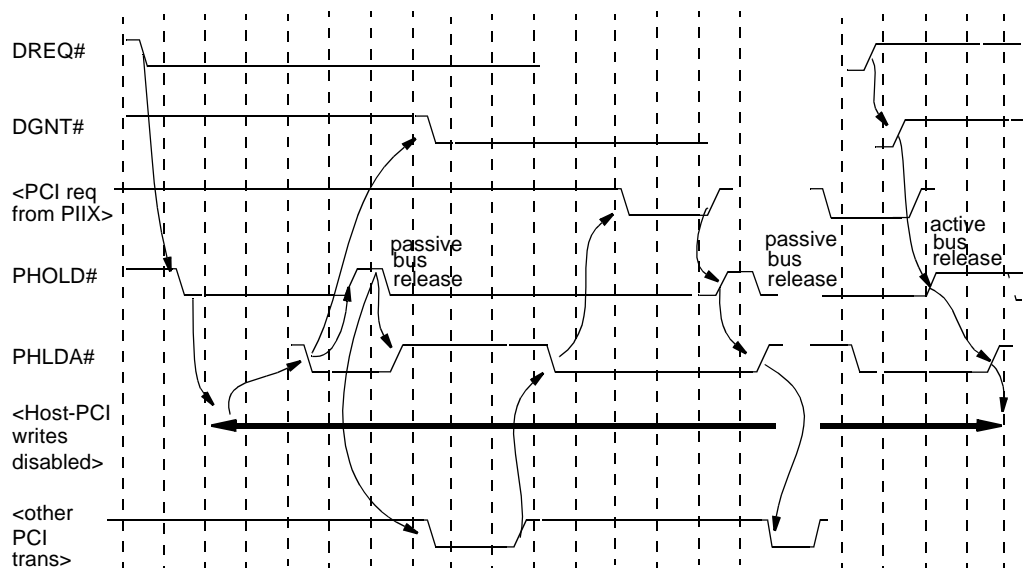 DREQ#
DGNT#
<PCI req
from PIIX>
passive
bus
release
passive
bus
release
active
bus
release
PHOLD#
PHLDA#
<Host-PCI
writes
disabled>
<other
PCI
trans>